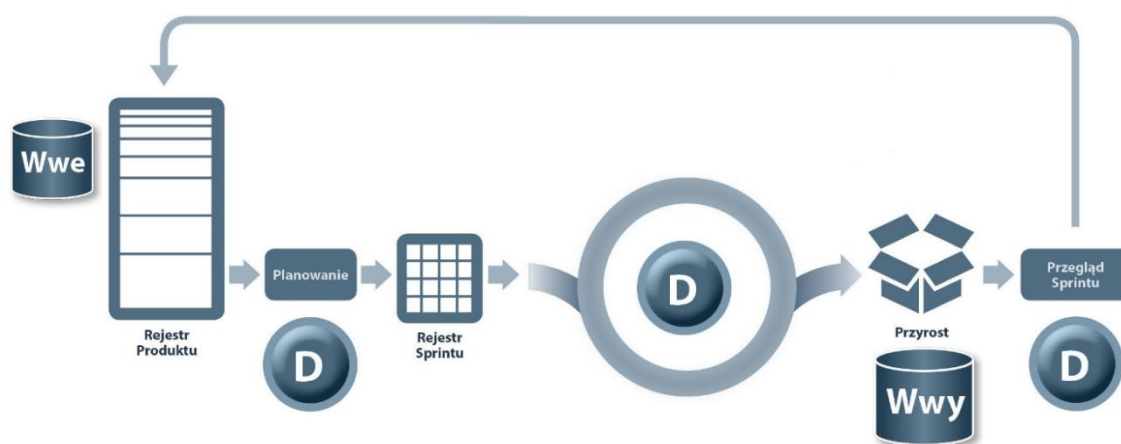 Wwe
Rejestr
Produktu
Planowanie
D
Rejestr
Sprintu
D
Przyrost
Wwy
Przegląd
Sprintu
D